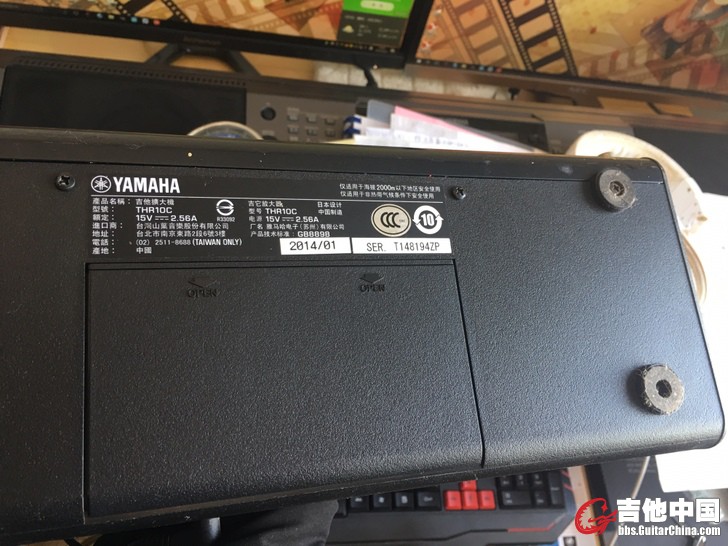 YAMAHA
產品名稱: 吉他擴大機
型號: THR10C
額定: 15V 2.56A
進口商: 台灣山葉音樂股份有限公司
地址: 台北市南京東路2段6號3樓
電話: (02) 2511-8688 (TAIWAN ONLY)
產地: 中國
R33092
吉它放大器 日本设计
型号 THR10C 中国制造
电源 15V 2.56A
厂名: 雅马哈电子(苏州)有限公司
产品技术标准: GB8898
2014/01
仅适用于海拔2000m以下地区安全使用
仅适用于非热带气候条件下安全使用
CCC
10
SER. T148194ZP
OPEN
OPEN
吉他中国
bbs.GuitarChina.com